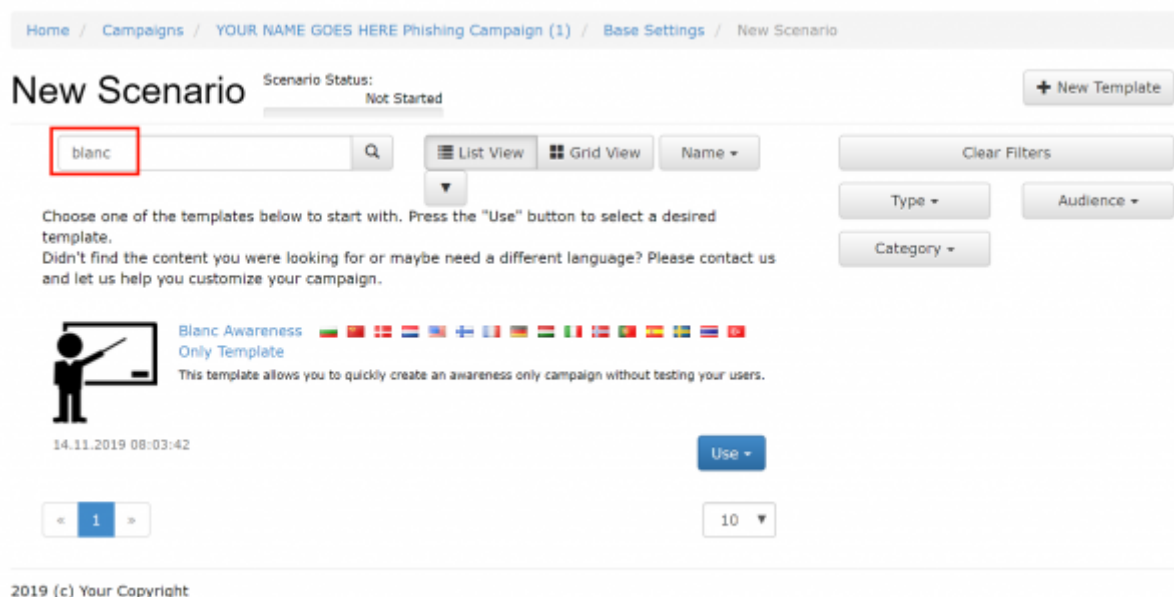 Home / Campaigns / YOUR NAME GOES HERE Phishing Campaign (1) / Base Settings / New Scenario
New Scenario
Scenario Status:
Not Started
+ New Template
blanc
List View
Grid View
Name
Clear Filters
Type
Audience
Category
Choose one of the templates below to start with. Press the "Use" button to select a desired
template.
Didn't find the content you were looking for or maybe need a different language? Please contact us
and let us help you customize your campaign.
Blanc Awareness
Only Template
This template allows you to quickly create an awareness only campaign without testing your users.
14.11.2019 08:03:42
Use
« 1 »
10
2019 (c) Your Copyright